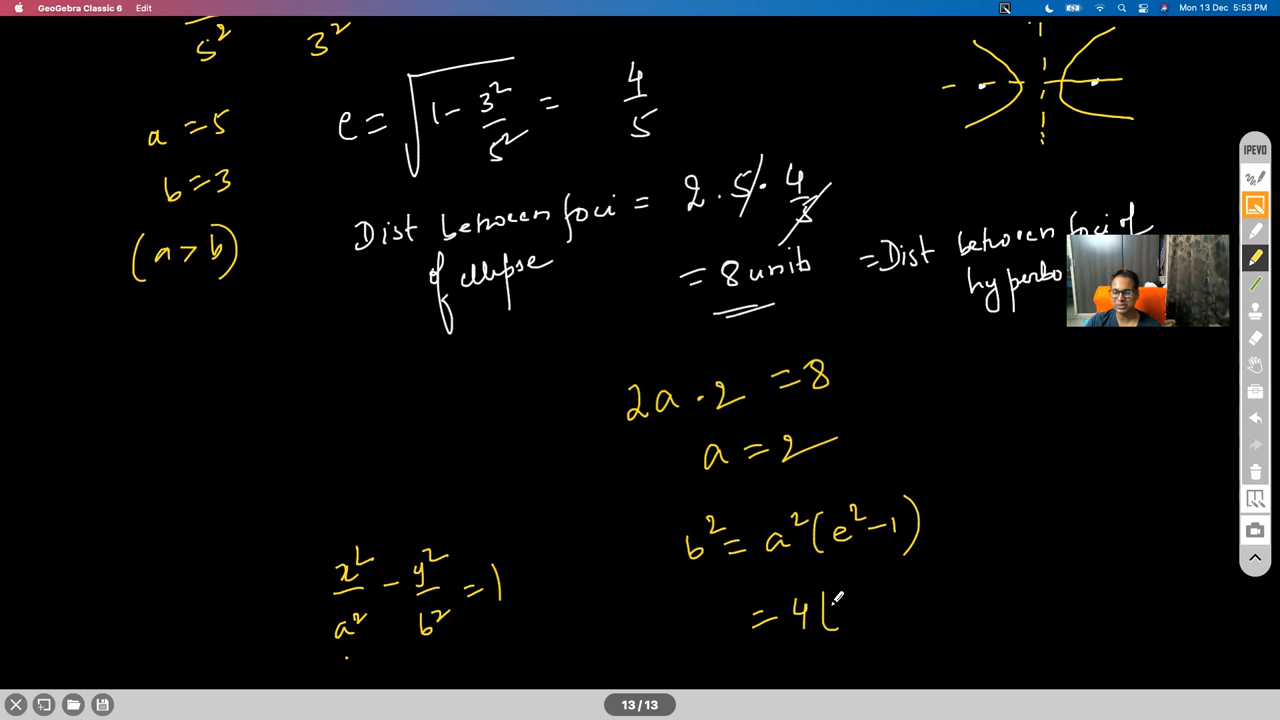 GeoGebra Classic 6 Edit Mon 13 Dec 5:53 PM
5² 3²
a = 5
b = 3
(a > b)
e = √(1 - 3²/5²) = 4/5
Dist between foci = 2 . 5 . 4/5
of ellipse
= 8 units = Dist between foci of
2a . 2 = 8
a = 2
b² = a² (e² - 1)
= 4 (
x²/a² - y²/b² = 1
IPEVO
13 / 13